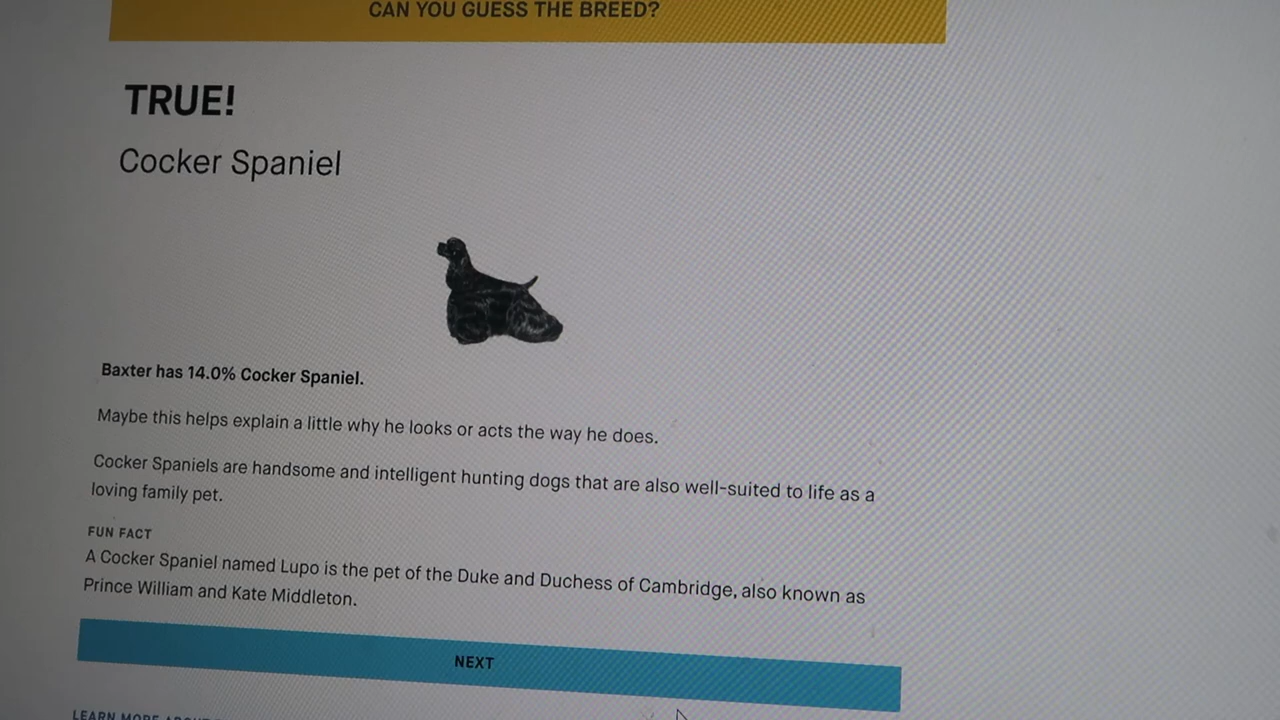 CAN YOU GUESS THE BREED?
TRUE!
Cocker Spaniel
Baxter has 14.0% Cocker Spaniel.
Maybe this helps explain a little why he looks or acts the way he does.
Cocker Spaniels are handsome and intelligent hunting dogs that are also well-suited to life as a
loving family pet.
FUN FACT
A Cocker Spaniel named Lupo is the pet of the Duke and Duchess of Cambridge, also known as
Prince William and Kate Middleton.
NEXT
LEARN MORE ABOUT